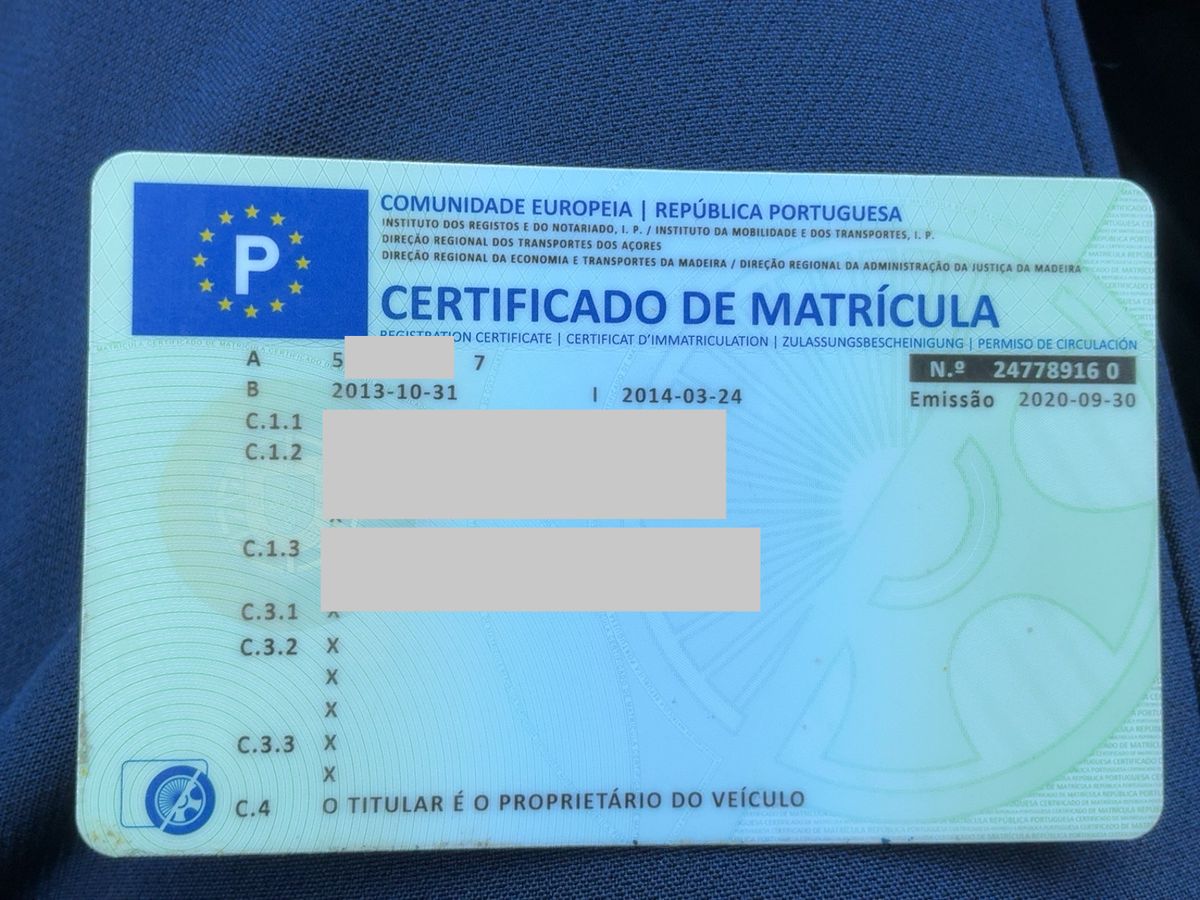 P
COMUNIDADE EUROPEIA | REPÚBLICA PORTUGUESA
INSTITUTO DOS REGISTOS E DO NOTARIADO, I. P. / INSTITUTO DA MOBILIDADE E DOS TRANSPORTES, I. P.
DIREÇÃO REGIONAL DOS TRANSPORTES DOS AÇORES
DIREÇÃO REGIONAL DA ECONOMIA E TRANSPORTES DA MADEIRA / DIREÇÃO REGIONAL DA ADMINISTRAÇÃO DA JUSTIÇA DA MADEIRA
CERTIFICADO DE MATRÍCULA
REGISTRATION CERTIFICATE | CERTIFICAT D'IMMATRICULATION | ZULASSUNGSBESCHEINIGUNG | PERMISO DE CIRCULACIÓN
A 5 7
N.º 24778916 0
B 2013-10-31 I 2014-03-24
Emissão 2020-09-30
C.1.1
C.1.2
C.1.3
C.3.1 X
C.3.2 X
X
X
C.3.3 X
X
C.4 O TITULAR É O PROPRIETÁRIO DO VEÍCULO